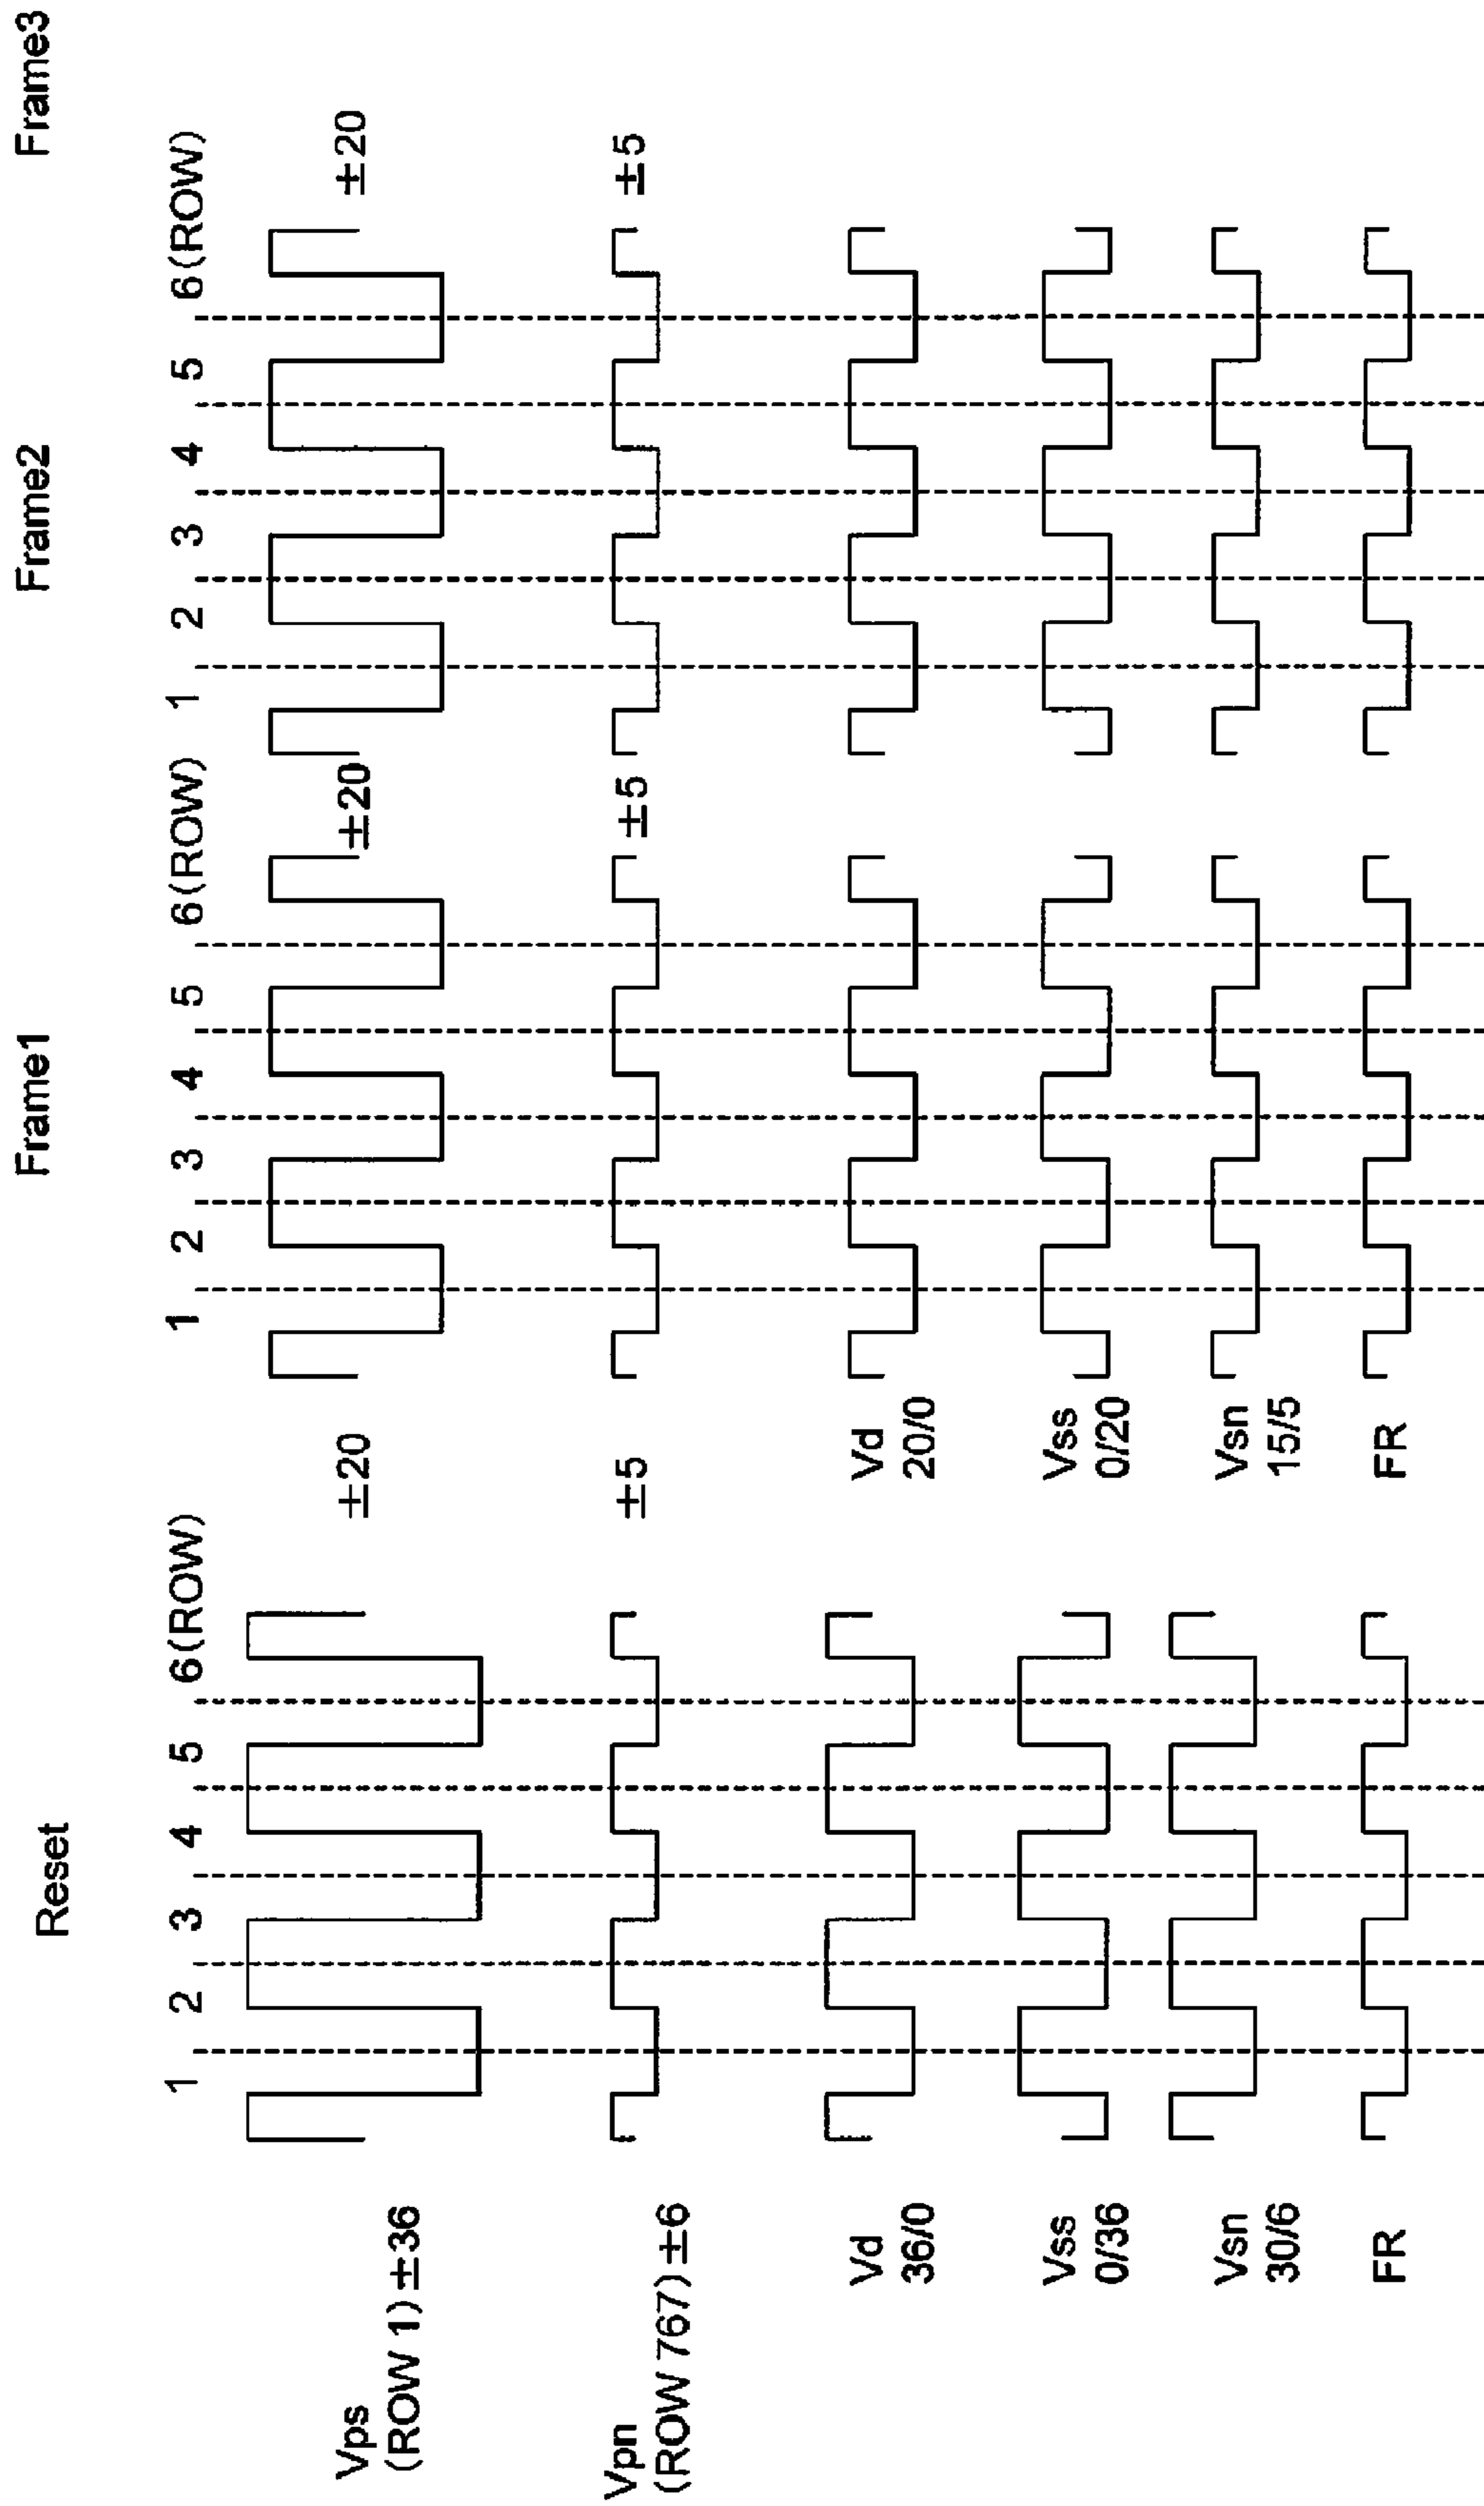 Reset Frame1 Frame2 Frame3
1 2 3 4 5 6(ROW) 1 2 3 4 5 6(ROW) 1 2 3 4 5 6(ROW)
Vps
(ROW 1) ±36
±20
±20
±20
Vpn
(ROW 767) ±6
±5
±5
±5
Vd
36/0
Vd
20/0
Vss
0/36
Vss
0/20
Vsn
30/6
Vsn
15/5
FR
FR